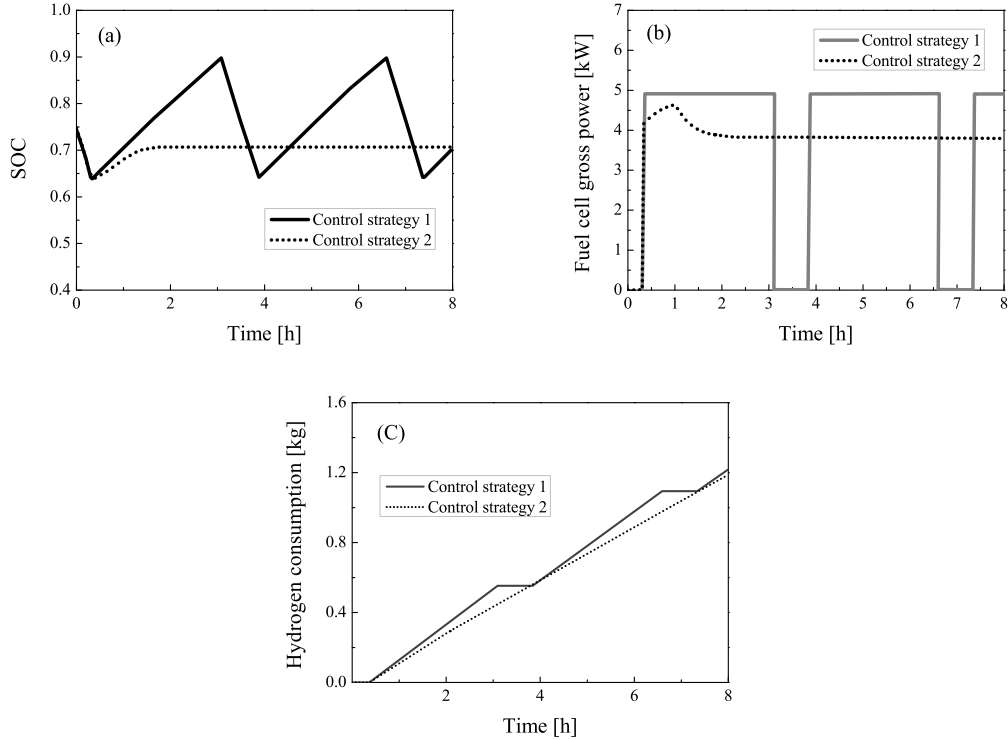 (a)
SOC
1.0
0.9
0.8
0.7
0.6
0.5
0.4
0
2
4
6
8
Time [h]
Control strategy 1
Control strategy 2
(b)
Fuel cell gross power [kW]
7
6
5
4
3
2
1
0
0
1
2
3
4
5
6
7
8
Time [h]
Control strategy 1
Control strategy 2
(C)
Hydrogen consumption [kg]
1.6
1.2
0.8
0.4
0.0
2
4
6
8
Time [h]
Control strategy 1
Control strategy 2